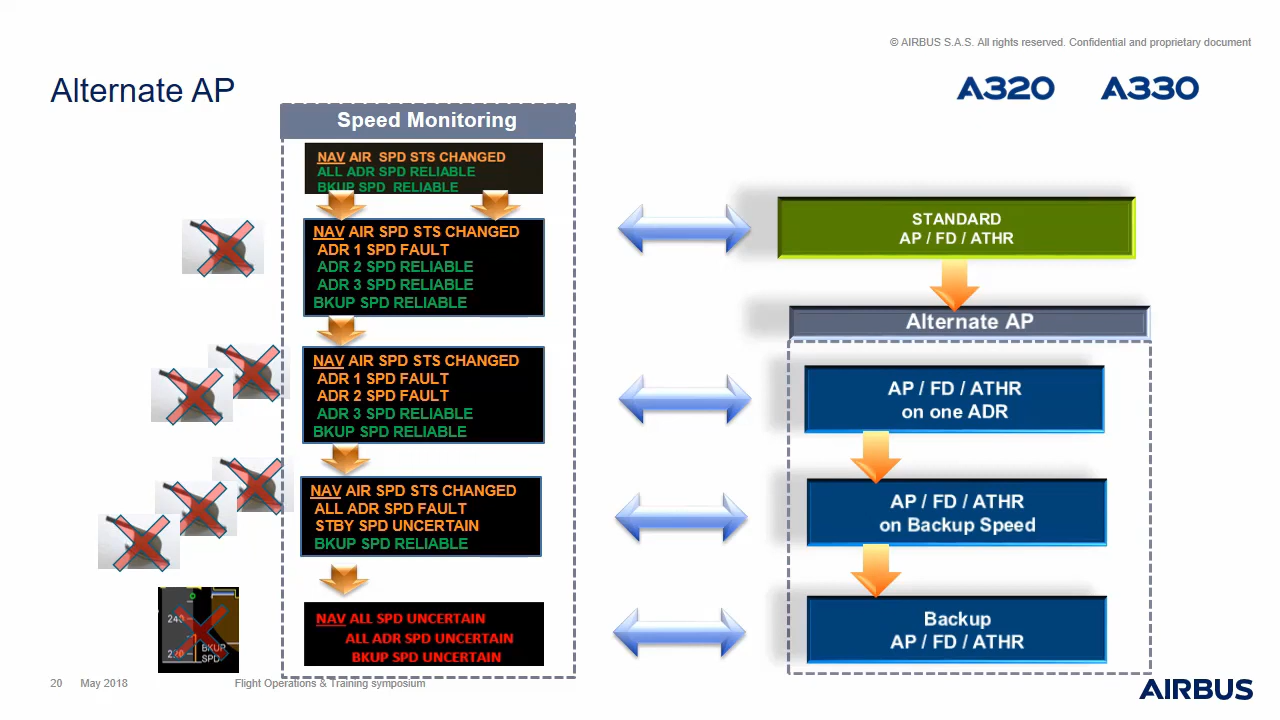 © AIRBUS S.A.S. All rights reserved. Confidential and proprietary document
Alternate AP
A320 A330
Speed Monitoring
NAV AIR SPD STS CHANGED
ALL ADR SPD RELIABLE
BKUP SPD RELIABLE
NAV AIR SPD STS CHANGED
ADR 1 SPD FAULT
ADR 2 SPD RELIABLE
ADR 3 SPD RELIABLE
BKUP SPD RELIABLE
NAV AIR SPD STS CHANGED
ADR 1 SPD FAULT
ADR 2 SPD FAULT
ADR 3 SPD RELIABLE
BKUP SPD RELIABLE
NAV AIR SPD STS CHANGED
ALL ADR SPD FAULT
STBY SPD UNCERTAIN
BKUP SPD RELIABLE
240
220
BKUP
SPD
NAV ALL SPD UNCERTAIN
ALL ADR SPD UNCERTAIN
BKUP SPD UNCERTAIN
STANDARD
AP / FD / ATHR
Alternate AP
AP / FD / ATHR
on one ADR
AP / FD / ATHR
on Backup Speed
Backup
AP / FD / ATHR
20 May 2018 Flight Operations & Training symposium
AIRBUS